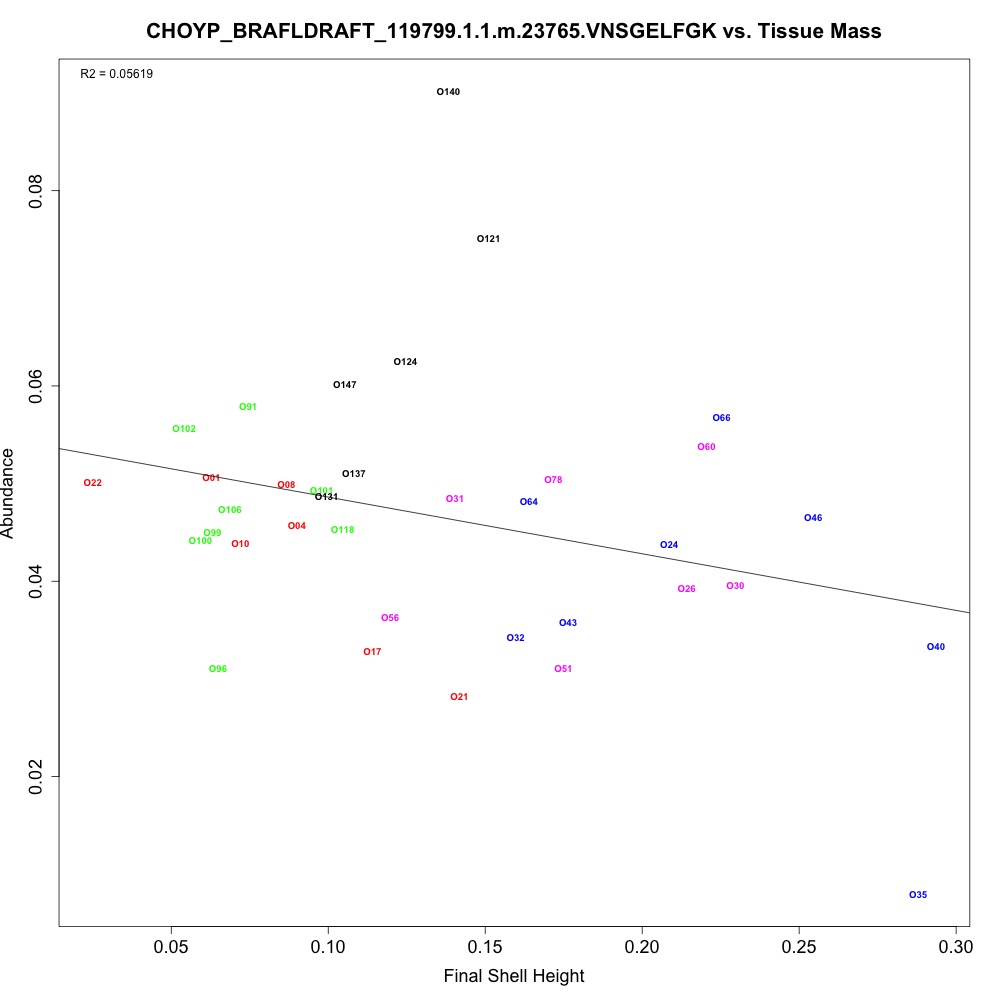 CHOYP_BRAFLDRAFT_119799.1.1.m.23765.VNSGELFGK vs. Tissue Mass
R2 = 0.05619
O140
O121
O124
O147
O91
O66
O102
O60
O137
O01
O78
O22
O08
O101
O131
O31
O64
O106
O46
O04
O118
O99
O100
O10
O24
O30
O26
O56
O43
O32
O17
O40
O96
O51
O21
O35
0.08
0.06
0.04
0.02
Abundance
0.05 0.10 0.15 0.20 0.25 0.30
Final Shell Height